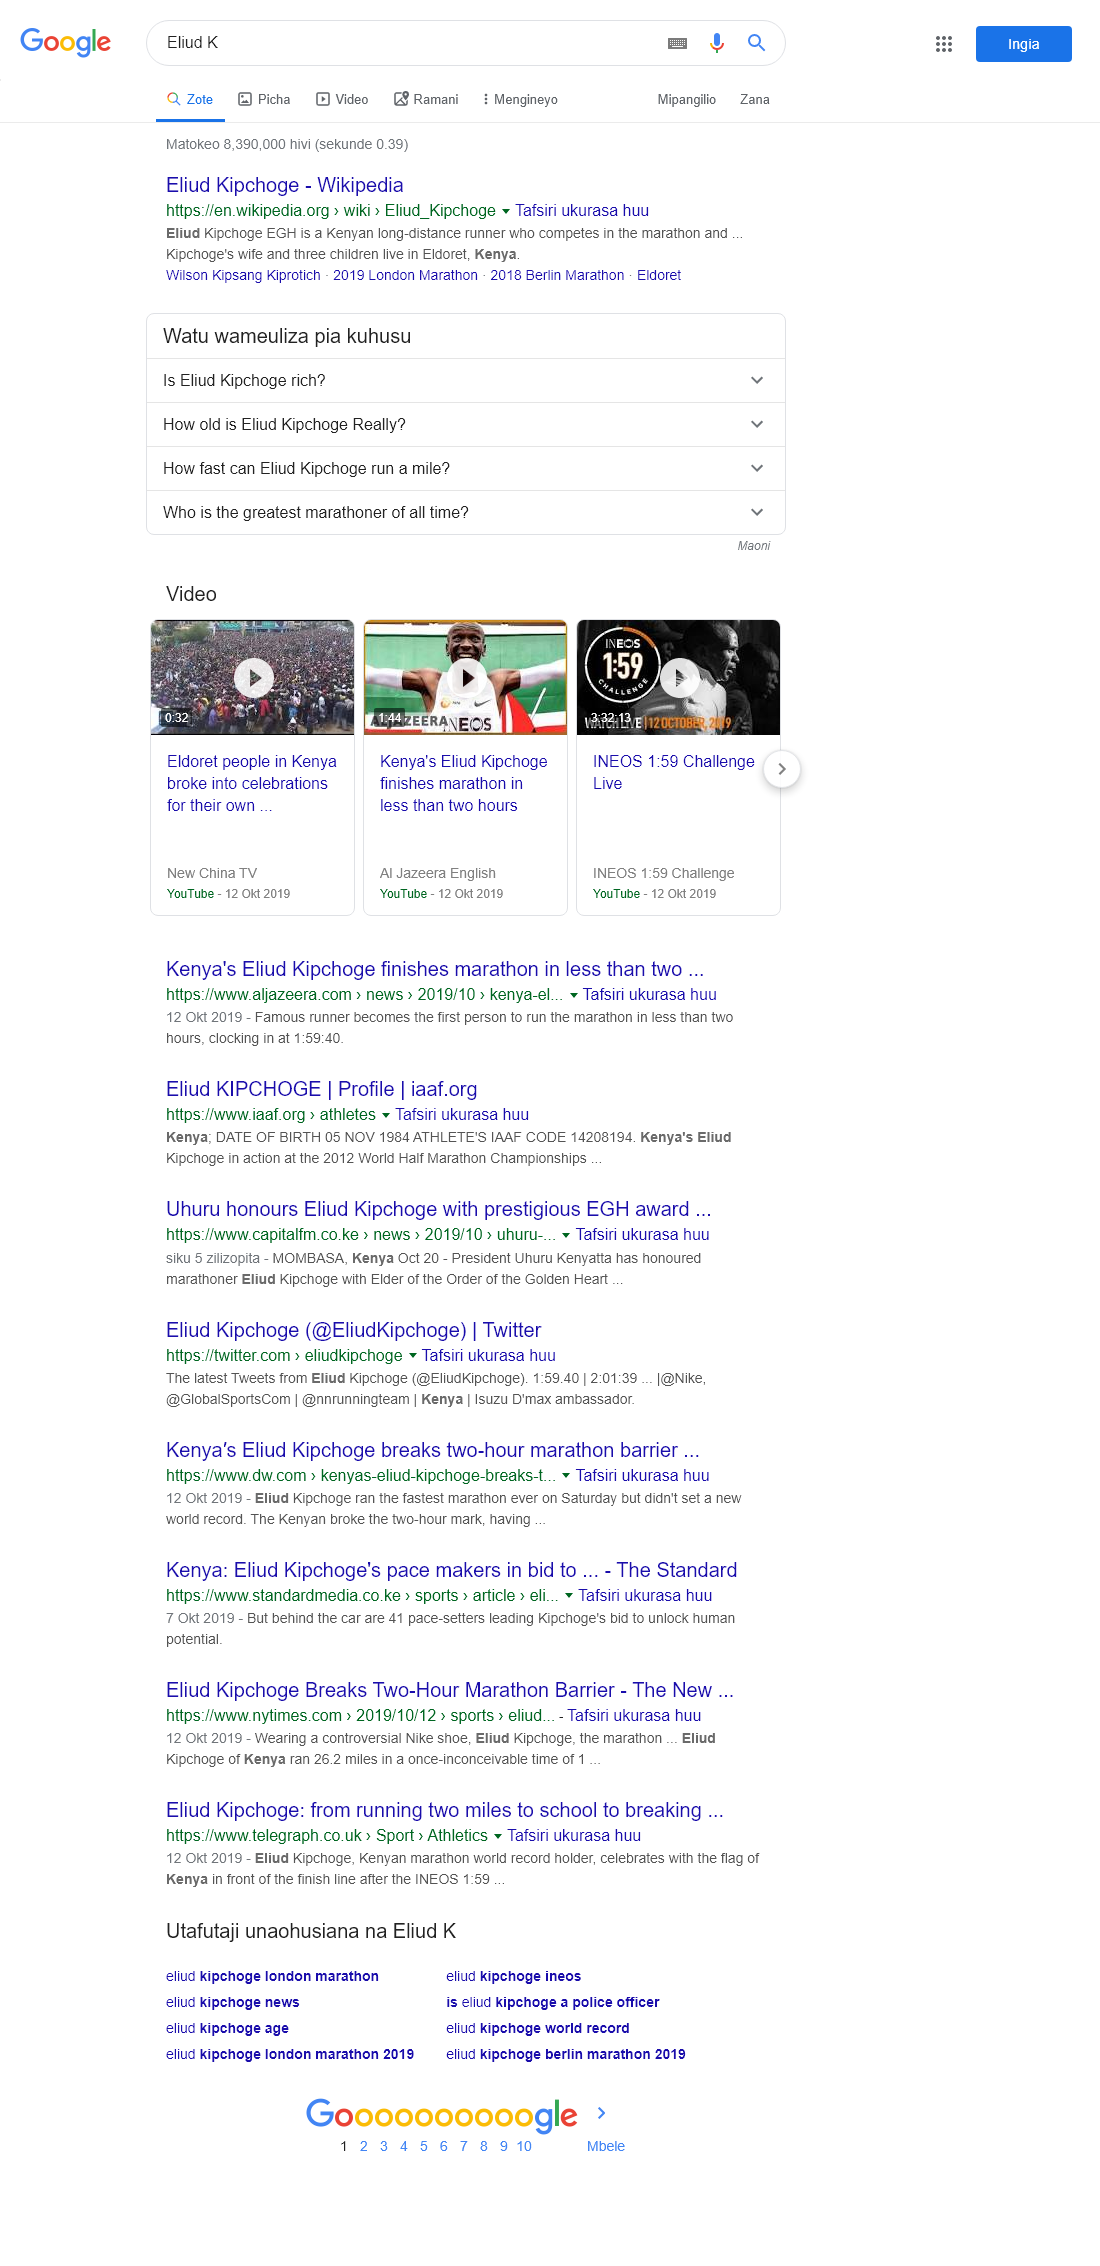 Google
Eliud K
Ingia
Zote
Picha
Video
Ramani
Mengineyo
Mipangilio
Zana
Matokeo 8,390,000 hivi (sekunde 0.39)
Eliud Kipchoge - Wikipedia
https://en.wikipedia.org › wiki › Eliud_Kipchoge Tafsiri ukurasa huu
Eliud Kipchoge EGH is a Kenyan long-distance runner who competes in the marathon and ...
Kipchoge's wife and three children live in Eldoret, Kenya.
Wilson Kipsang Kiprotich · 2019 London Marathon · 2018 Berlin Marathon · Eldoret
Watu wameuliza pia kuhusu
Is Eliud Kipchoge rich?
How old is Eliud Kipchoge Really?
How fast can Eliud Kipchoge run a mile?
Who is the greatest marathoner of all time?
Maoni
Video
0:32
Eldoret people in Kenya
broke into celebrations
for their own ...
New China TV
YouTube - 12 Okt 2019
1:44
ALJAZEERA
INEOS
Kenya's Eliud Kipchoge
finishes marathon in
less than two hours
Al Jazeera English
YouTube - 12 Okt 2019
INEOS
1:59
CHALLENGE
3:32:13
WATCH LIVE | 12 OCTOBER, 2019
INEOS 1:59 Challenge
Live
INEOS 1:59 Challenge
YouTube - 12 Okt 2019
Kenya's Eliud Kipchoge finishes marathon in less than two ...
https://www.aljazeera.com › news › 2019/10 › kenya-el... Tafsiri ukurasa huu
12 Okt 2019 - Famous runner becomes the first person to run the marathon in less than two
hours, clocking in at 1:59:40.
Eliud KIPCHOGE | Profile | iaaf.org
https://www.iaaf.org › athletes Tafsiri ukurasa huu
Kenya; DATE OF BIRTH 05 NOV 1984 ATHLETE'S IAAF CODE 14208194. Kenya's Eliud
Kipchoge in action at the 2012 World Half Marathon Championships ...
Uhuru honours Eliud Kipchoge with prestigious EGH award ...
https://www.capitalfm.co.ke › news › 2019/10 › uhuru-... Tafsiri ukurasa huu
siku 5 zilizopita - MOMBASA, Kenya Oct 20 - President Uhuru Kenyatta has honoured
marathoner Eliud Kipchoge with Elder of the Order of the Golden Heart ...
Eliud Kipchoge (@EliudKipchoge) | Twitter
https://twitter.com › eliudkipchoge Tafsiri ukurasa huu
The latest Tweets from Eliud Kipchoge (@EliudKipchoge). 1:59.40 | 2:01:39 ... |@Nike,
@GlobalSportsCom | @nnrunningteam | Kenya | Isuzu D'max ambassador.
Kenya′s Eliud Kipchoge breaks two-hour marathon barrier ...
https://www.dw.com › kenyas-eliud-kipchoge-breaks-t... Tafsiri ukurasa huu
12 Okt 2019 - Eliud Kipchoge ran the fastest marathon ever on Saturday but didn't set a new
world record. The Kenyan broke the two-hour mark, having ...
Kenya: Eliud Kipchoge's pace makers in bid to ... - The Standard
https://www.standardmedia.co.ke › sports › article › eli... Tafsiri ukurasa huu
7 Okt 2019 - But behind the car are 41 pace-setters leading Kipchoge's bid to unlock human
potential.
Eliud Kipchoge Breaks Two-Hour Marathon Barrier - The New ...
https://www.nytimes.com › 2019/10/12 › sports › eliud... - Tafsiri ukurasa huu
12 Okt 2019 - Wearing a controversial Nike shoe, Eliud Kipchoge, the marathon ... Eliud
Kipchoge of Kenya ran 26.2 miles in a once-inconceivable time of 1 ...
Eliud Kipchoge: from running two miles to school to breaking ...
https://www.telegraph.co.uk › Sport › Athletics Tafsiri ukurasa huu
12 Okt 2019 - Eliud Kipchoge, Kenyan marathon world record holder, celebrates with the flag of
Kenya in front of the finish line after the INEOS 1:59 ...
Utafutaji unaohusiana na Eliud K
eliud kipchoge london marathon
eliud kipchoge news
eliud kipchoge age
eliud kipchoge london marathon 2019
eliud kipchoge ineos
is eliud kipchoge a police officer
eliud kipchoge world record
eliud kipchoge berlin marathon 2019
Goooooooooogle
1 2 3 4 5 6 7 8 9 10 Mbele